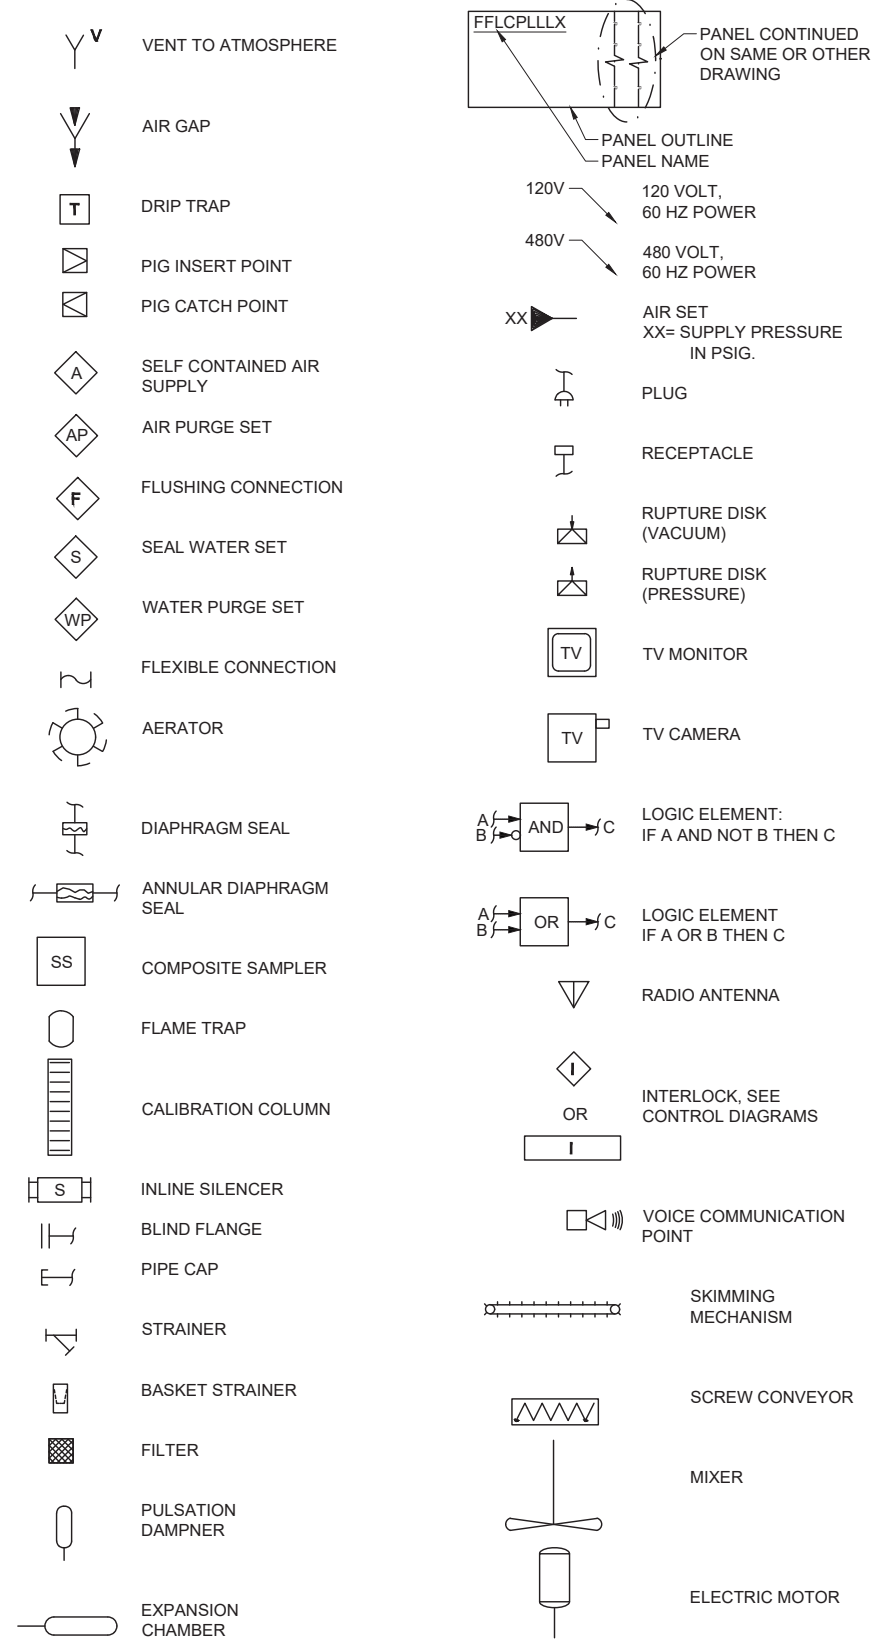 V
VENT TO ATMOSPHERE
AIR GAP
T
DRIP TRAP
PIG INSERT POINT
PIG CATCH POINT
A
SELF CONTAINED AIR
SUPPLY
AP
AIR PURGE SET
F
FLUSHING CONNECTION
S
SEAL WATER SET
WP
WATER PURGE SET
FLEXIBLE CONNECTION
AERATOR
DIAPHRAGM SEAL
ANNULAR DIAPHRAGM
SEAL
SS
COMPOSITE SAMPLER
FLAME TRAP
CALIBRATION COLUMN
S
INLINE SILENCER
BLIND FLANGE
PIPE CAP
STRAINER
BASKET STRAINER
FILTER
PULSATION
DAMPNER
EXPANSION
CHAMBER
FFLCPLLLX
PANEL CONTINUED
ON SAME OR OTHER
DRAWING
PANEL OUTLINE
PANEL NAME
120V
120 VOLT,
60 HZ POWER
480V
480 VOLT,
60 HZ POWER
XX
AIR SET
XX= SUPPLY PRESSURE
IN PSIG.
PLUG
RECEPTACLE
RUPTURE DISK
(VACUUM)
RUPTURE DISK
(PRESSURE)
TV
TV MONITOR
TV
TV CAMERA
A
B
AND
C
LOGIC ELEMENT:
IF A AND NOT B THEN C
A
B
OR
C
LOGIC ELEMENT
IF A OR B THEN C
RADIO ANTENNA
I
OR
I
INTERLOCK, SEE
CONTROL DIAGRAMS
VOICE COMMUNICATION
POINT
SKIMMING
MECHANISM
SCREW CONVEYOR
MIXER
ELECTRIC MOTOR